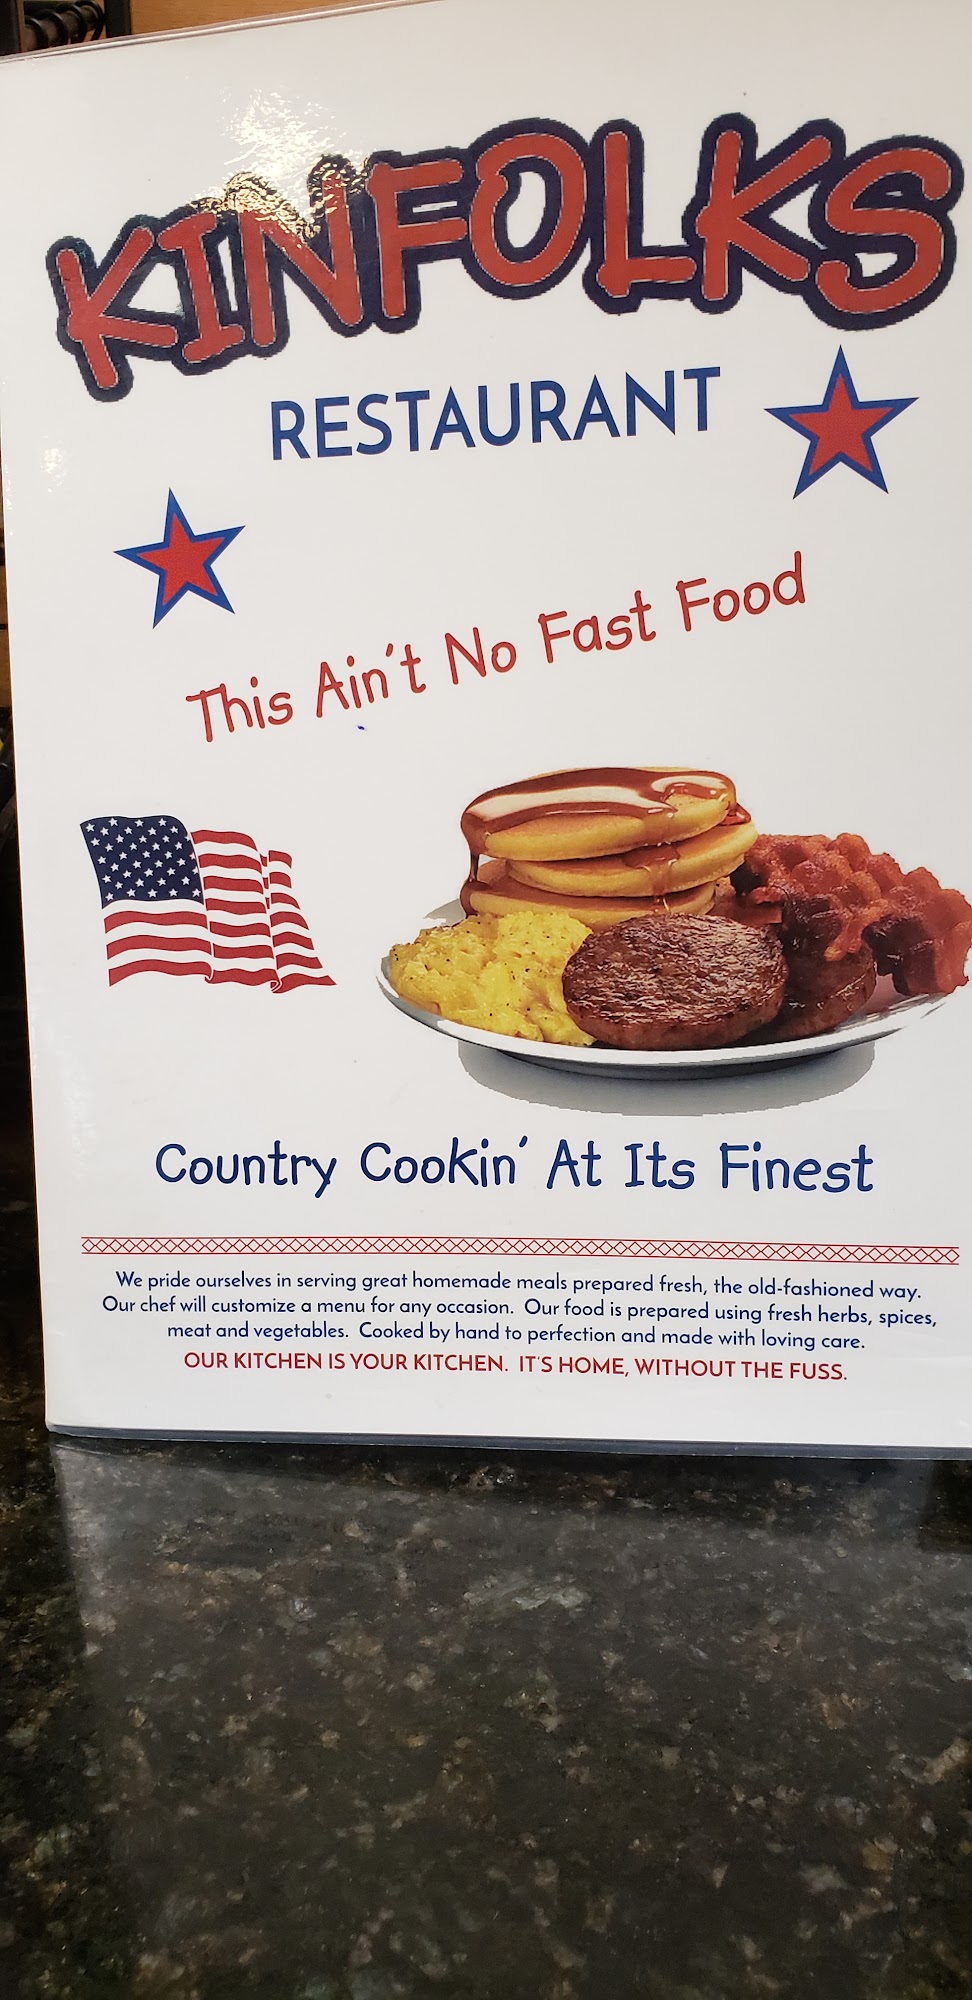 KINFOLKS
RESTAURANT
This Ain't No Fast Food
Country Cookin' At Its Finest
We pride ourselves in serving great homemade meals prepared fresh, the old-fashioned way.
Our chef will customize a menu for any occasion. Our food is prepared using fresh herbs, spices,
meat and vegetables. Cooked by hand to perfection and made with loving care.
OUR KITCHEN IS YOUR KITCHEN. IT'S HOME, WITHOUT THE FUSS.